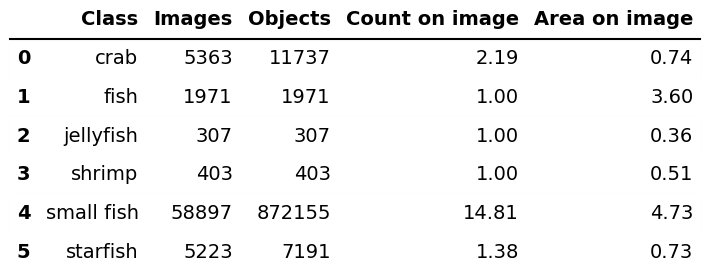 Class Images Objects Count on image Area on image
0 crab 5363 11737 2.19 0.74
1 fish 1971 1971 1.00 3.60
2 jellyfish 307 307 1.00 0.36
3 shrimp 403 403 1.00 0.51
4 small fish 58897 872155 14.81 4.73
5 starfish 5223 7191 1.38 0.73